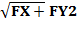 √FX + FY2